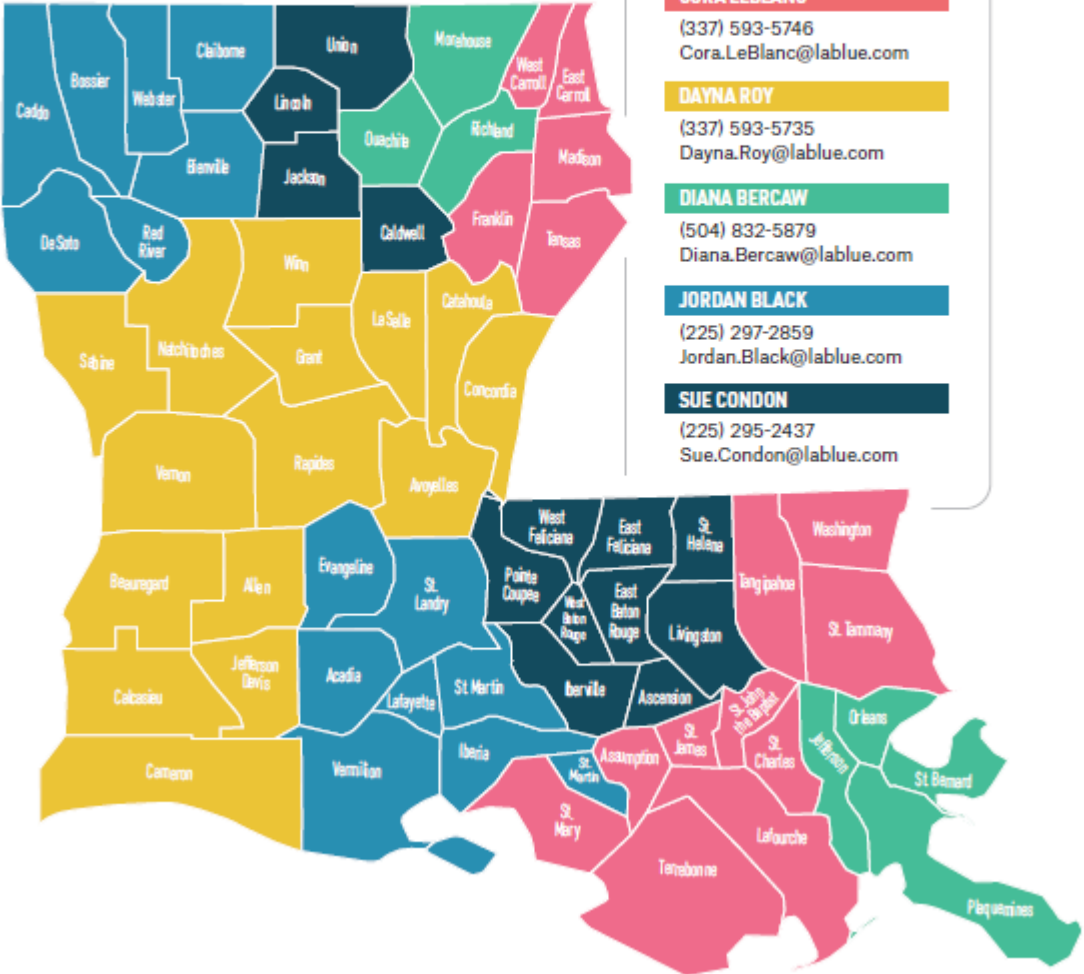 CORA LEBLANC
(337) 593-5746
Cora.LeBlanc@lablue.com
DAYNA ROY
(337) 593-5735
Dayna.Roy@lablue.com
DIANA BERCAW
(504) 832-5879
Diana.Bercaw@lablue.com
JORDAN BLACK
(225) 297-2859
Jordan.Black@lablue.com
SUE CONDON
(225) 295-2437
Sue.Condon@lablue.com
Caddo
Bossier
Webster
Claiborne
Union
Morehouse
West
Carroll
East
Carroll
Lincoln
Ouachita
Richland
Madison
Bienville
Jackson
De Soto
Red
River
Caldwell
Franklin
Tensas
Winn
Sabine
Natchitoches
Grant
La Salle
Catahoula
Concordia
Vernon
Rapides
Avoyelles
Beauregard
Allen
Evangeline
St.
Landry
Pointe
Coupee
West
Feliciana
East
Feliciana
St.
Helena
Tangipahoa
Washington
West
Baton
Rouge
East
Baton
Rouge
Livingston
St. Tammany
Calcasieu
Jefferson
Davis
Acadia
Lafayette
St. Martin
Iberville
Ascension
St. John
the Baptist
Orleans
Cameron
Vermilion
Iberia
St.
Martin
Assumption
St.
James
St.
Charles
Jefferson
St. Bernard
St.
Mary
Terrebonne
Lafourche
Plaquemines